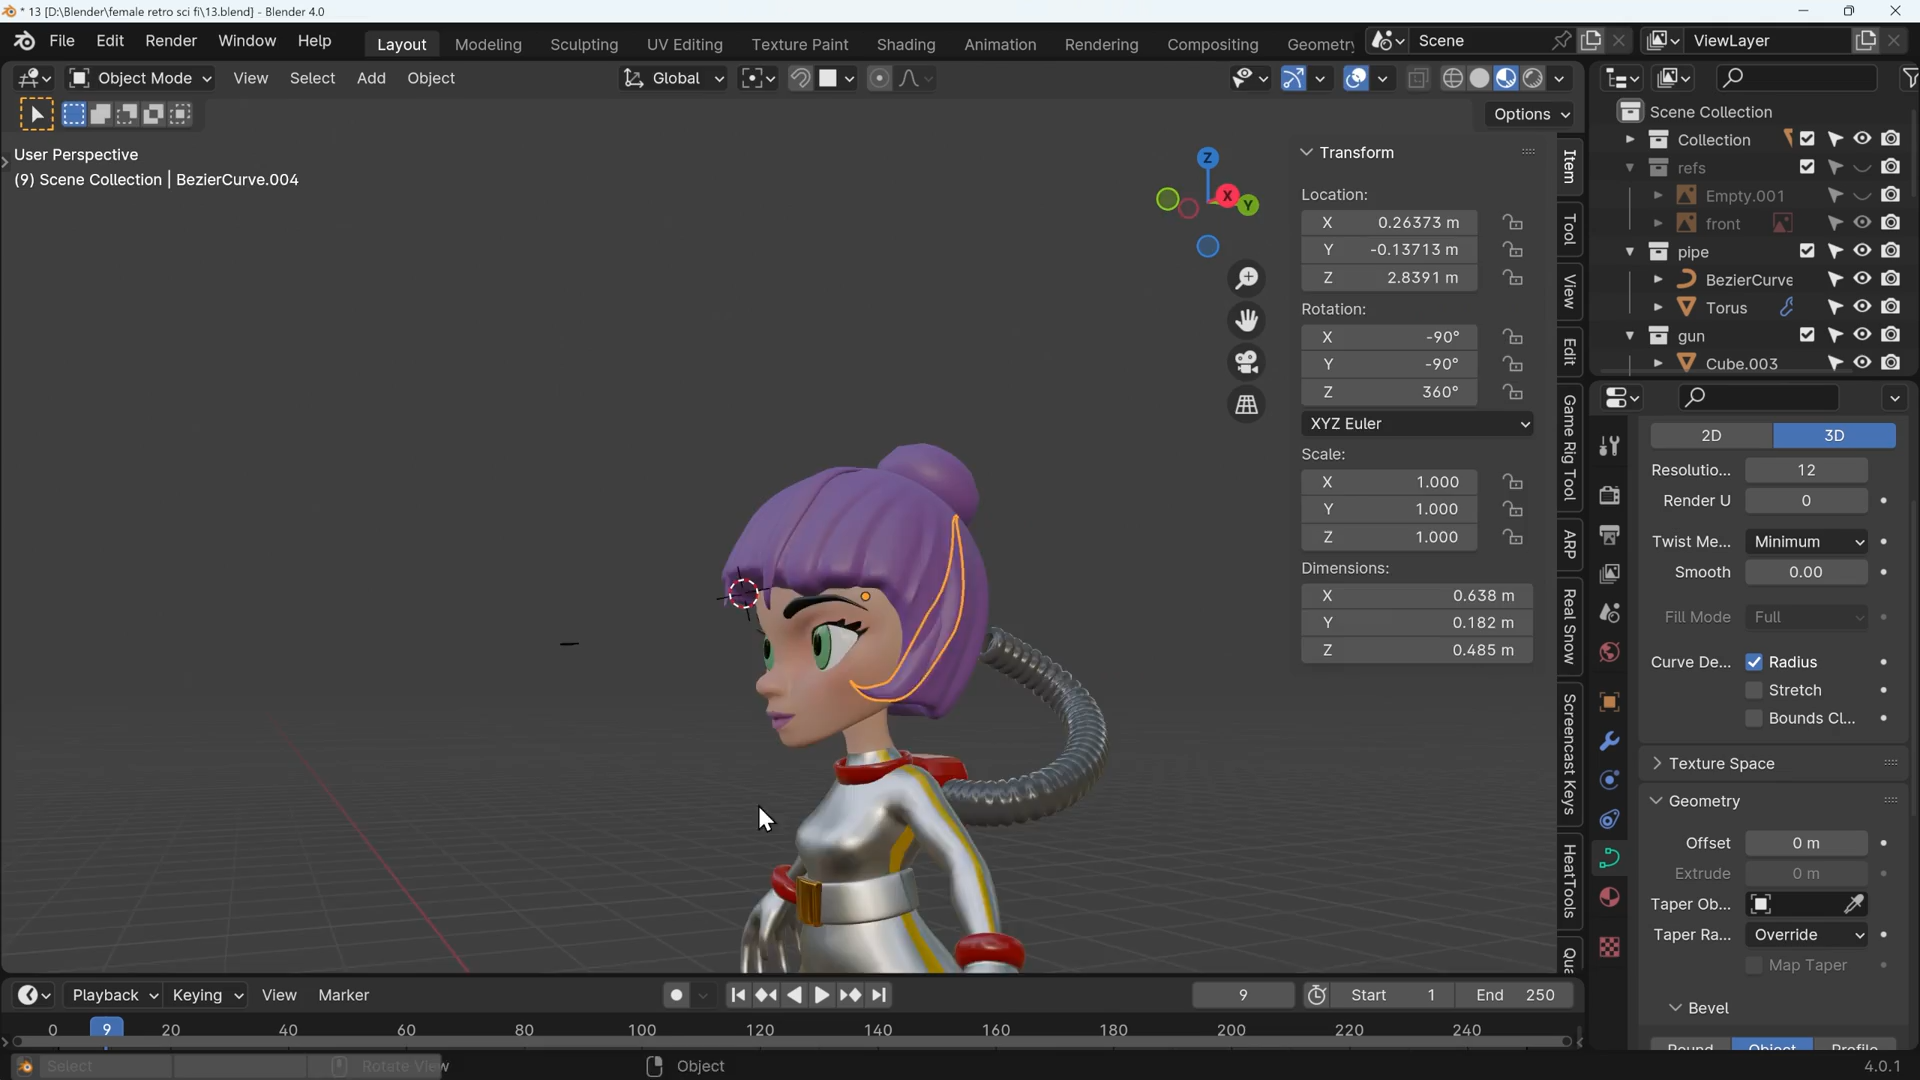 * 13 [D:\Blender\female retro sci fi\13.blend] - Blender 4.0
File Edit Render Window Help Layout Modeling Sculpting UV Editing Texture Paint Shading Animation Rendering Compositing Geometry Scene ViewLayer
Object Mode View Select Add Object Global
Options
User Perspective
(9) Scene Collection | BezierCurve.004
Z
X
Y
Transform
Location:
X 0.26373 m
Y -0.13713 m
Z 2.8391 m
Rotation:
X -90°
Y -90°
Z 360°
XYZ Euler
Scale:
X 1.000
Y 1.000
Z 1.000
Dimensions:
X 0.638 m
Y 0.182 m
Z 0.485 m
Item
Tool
View
Edit
Game Rig Tool
ARP
Real Snow
Screencast Keys
HeatTools
Qua
Scene Collection
Collection
refs
Empty.001
front
pipe
BezierCurve
Torus
gun
Cube.003
2D 3D
Resolutio... 12
Render U 0
Twist Me... Minimum
Smooth 0.00
Fill Mode Full
Curve De... Radius
Stretch
Bounds Cl...
Texture Space
Geometry
Offset 0 m
Extrude 0 m
Taper Ob...
Taper Ra... Override
Map Taper
Bevel
Round Object Profile
Playback Keying View Marker 9 Start 1 End 250
0 9 20 40 60 80 100 120 140 160 180 200 220 240
Select Rotate View Object 4.0.1